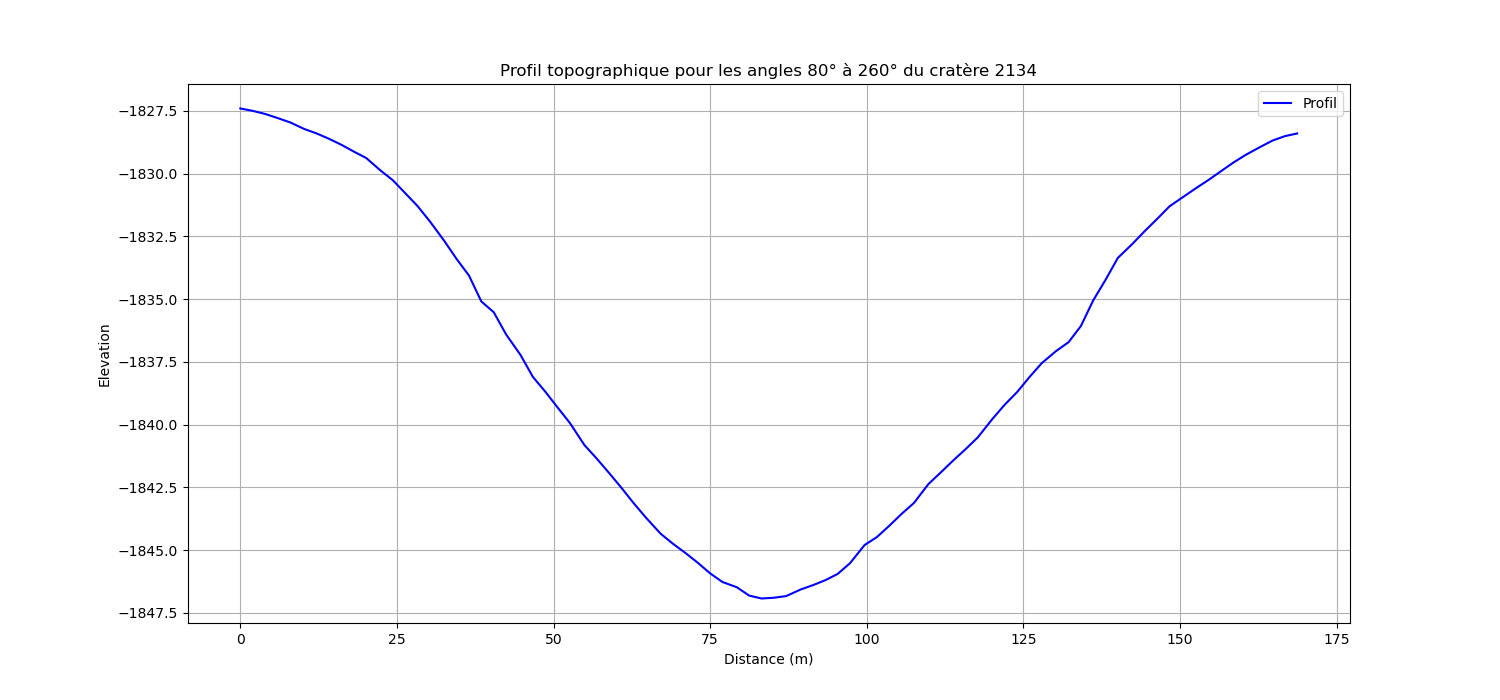 Profil topographique pour les angles 80° à 260° du cratère 2134
Profil
−1827.5
−1830.0
−1832.5
−1835.0
−1837.5
−1840.0
−1842.5
−1845.0
−1847.5
Elevation
0 25 50 75 100 125 150 175
Distance (m)